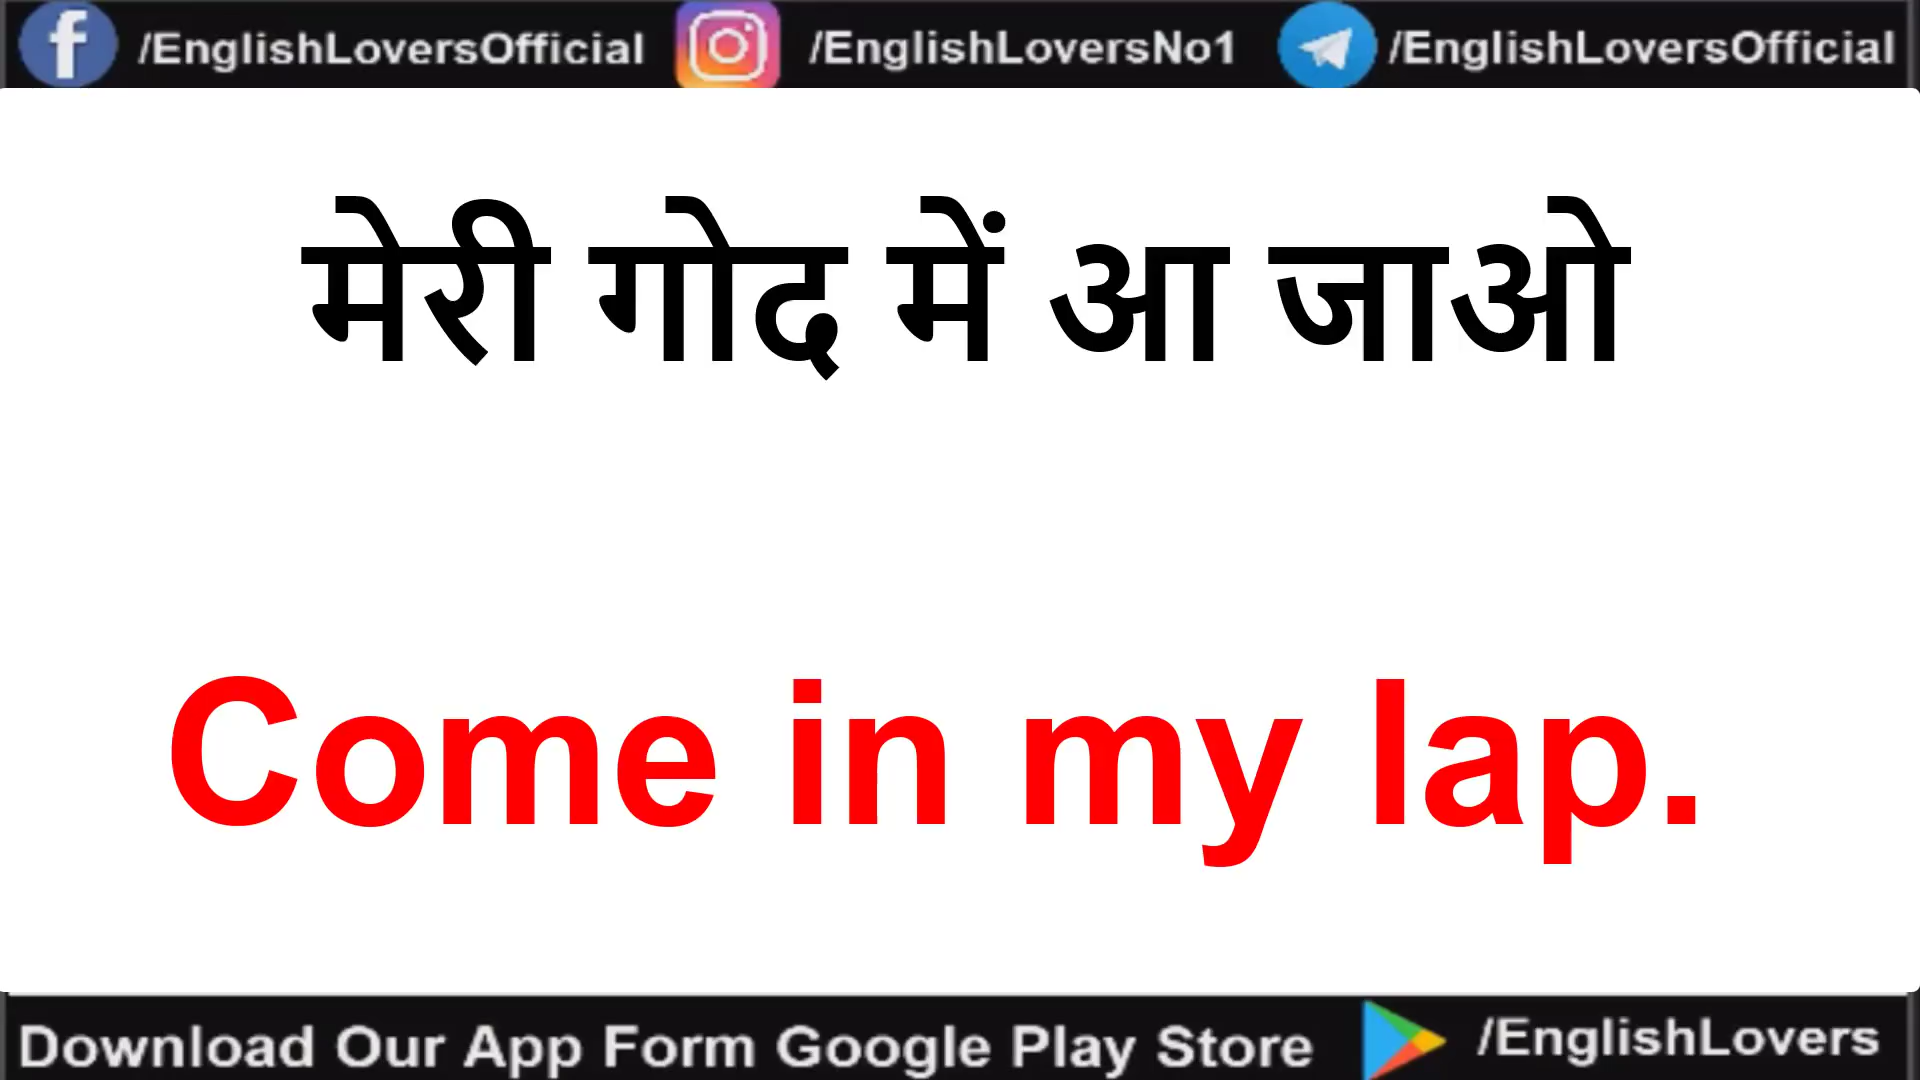 /EnglishLoversOfficial /EnglishLoversNo1 /EnglishLoversOfficial
मेरी गोद में आ जाओ
Come in my lap.
Download Our App Form Google Play Store /EnglishLovers